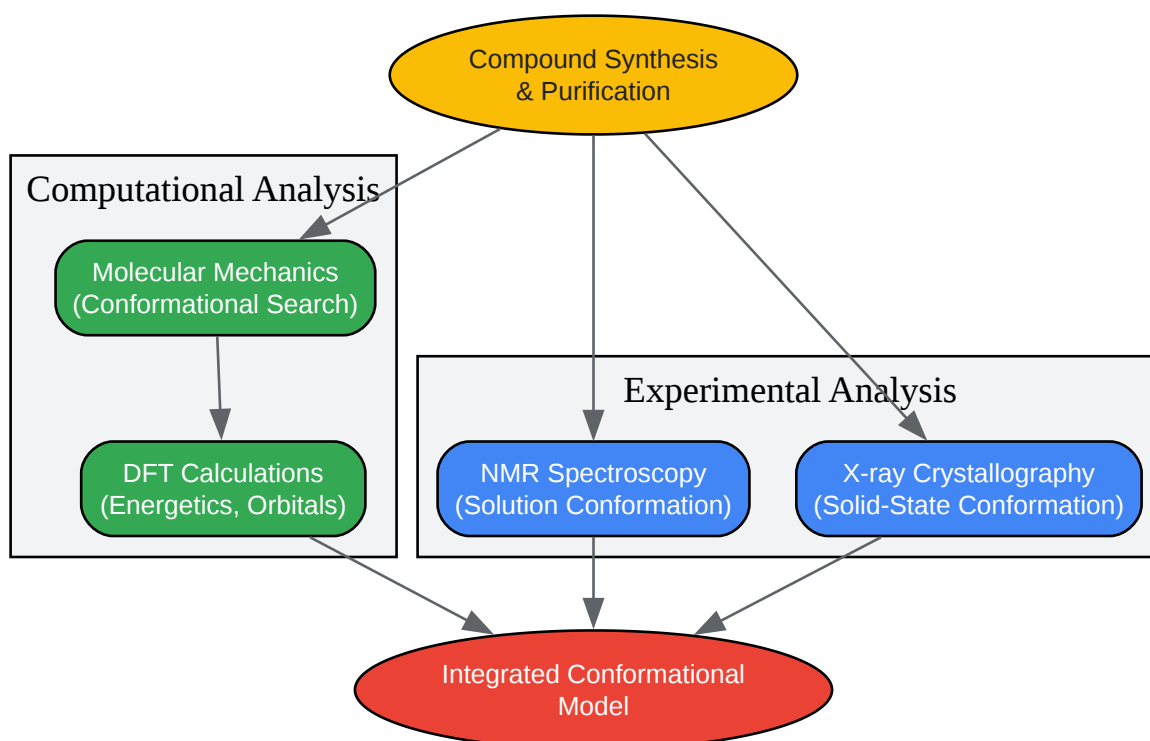 Compound Synthesis
& Purification
Computational Analysis
Molecular Mechanics
(Conformational Search)
Experimental Analysis
DFT Calculations
(Energetics, Orbitals)
NMR Spectroscopy
(Solution Conformation)
X-ray Crystallography
(Solid-State Conformation)
Integrated Conformational
Model